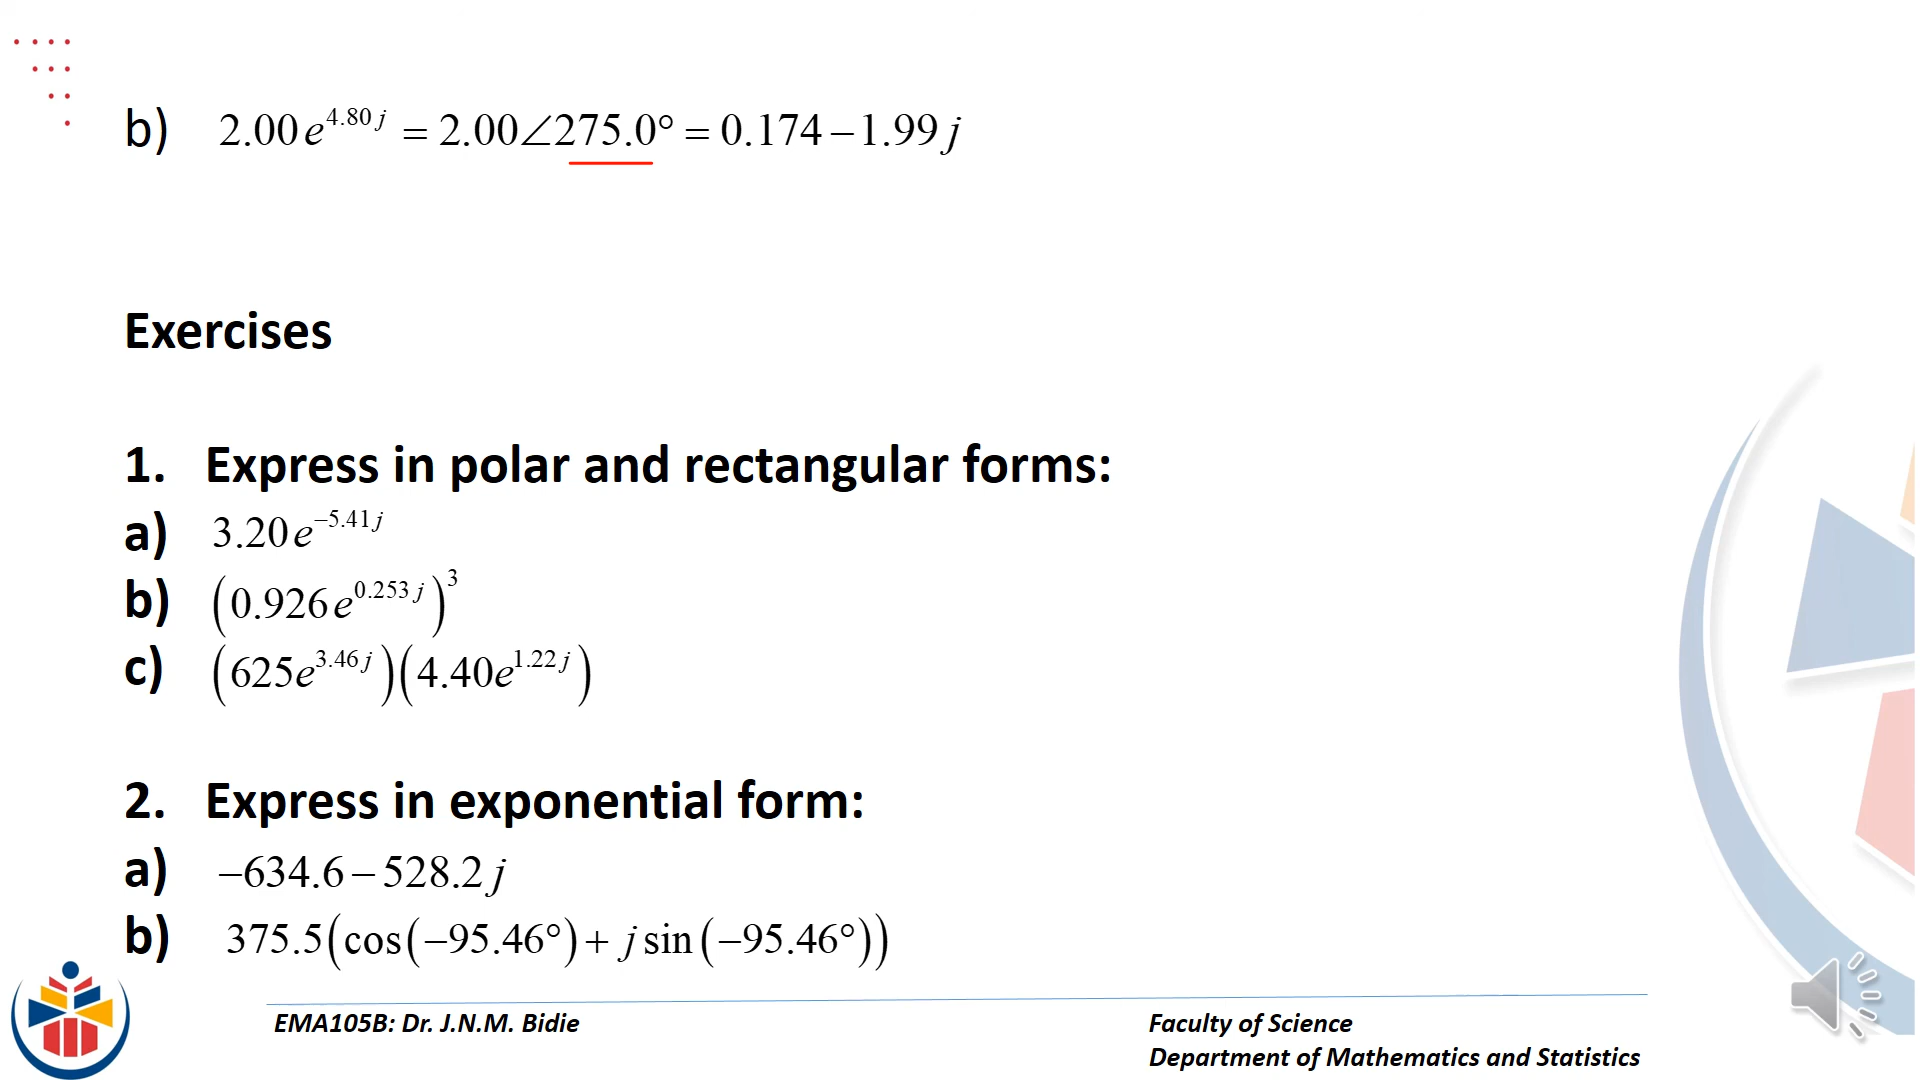 b) 2.00e^{4.80j} = 2.00∠275.0° = 0.174 – 1.99j
Exercises
1. Express in polar and rectangular forms:
a) 3.20e^{–5.41j}
b) (0.926e^{0.253j})^3
c) (625e^{3.46j})(4.40e^{1.22j})
2. Express in exponential form:
a) –634.6 – 528.2j
b) 375.5(cos(–95.46°) + j sin(–95.46°))
EMA105B: Dr. J.N.M. Bidie
Faculty of Science
Department of Mathematics and Statistics